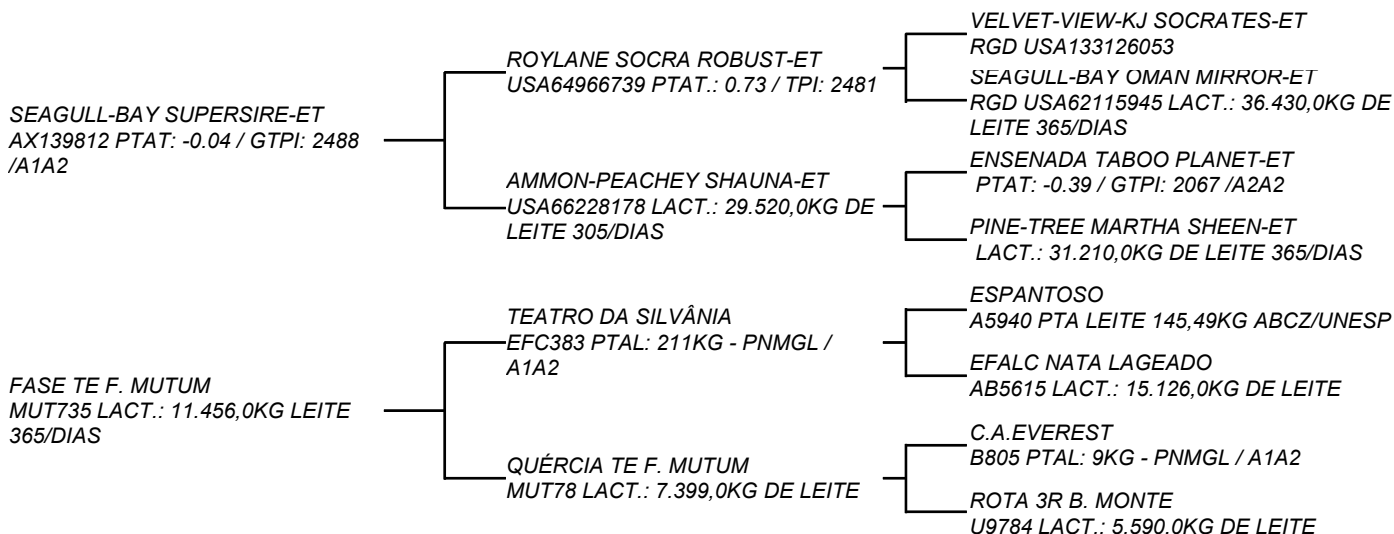 SEAGULL-BAY SUPERSIRE-ET
AX139812 PTAT: -0.04 / GTPI: 2488
/A1A2
FASE TE F. MUTUM
MUT735 LACT.: 11.456,0KG LEITE
365/DIAS
ROYLANE SOCRA ROBUST-ET
USA64966739 PTAT.: 0.73 / TPI: 2481
AMMON-PEACHEY SHAUNA-ET
USA66228178 LACT.: 29.520,0KG DE
LEITE 305/DIAS
TEATRO DA SILVÂNIA
EFC383 PTAL: 211KG - PNMGL /
A1A2
QUÉRCIA TE F. MUTUM
MUT78 LACT.: 7.399,0KG DE LEITE
VELVET-VIEW-KJ SOCRATES-ET
RGD USA133126053
SEAGULL-BAY OMAN MIRROR-ET
RGD USA62115945 LACT.: 36.430,0KG DE
LEITE 365/DIAS
ENSENADA TABOO PLANET-ET
PTAT: -0.39 / GTPI: 2067 /A2A2
PINE-TREE MARTHA SHEEN-ET
LACT.: 31.210,0KG DE LEITE 365/DIAS
ESPANTOSO
A5940 PTA LEITE 145,49KG ABCZ/UNESP
EFALC NATA LAGEADO
AB5615 LACT.: 15.126,0KG DE LEITE
C.A.EVEREST
B805 PTAL: 9KG - PNMGL / A1A2
ROTA 3R B. MONTE
U9784 LACT.: 5.590.0KG DE LEITE